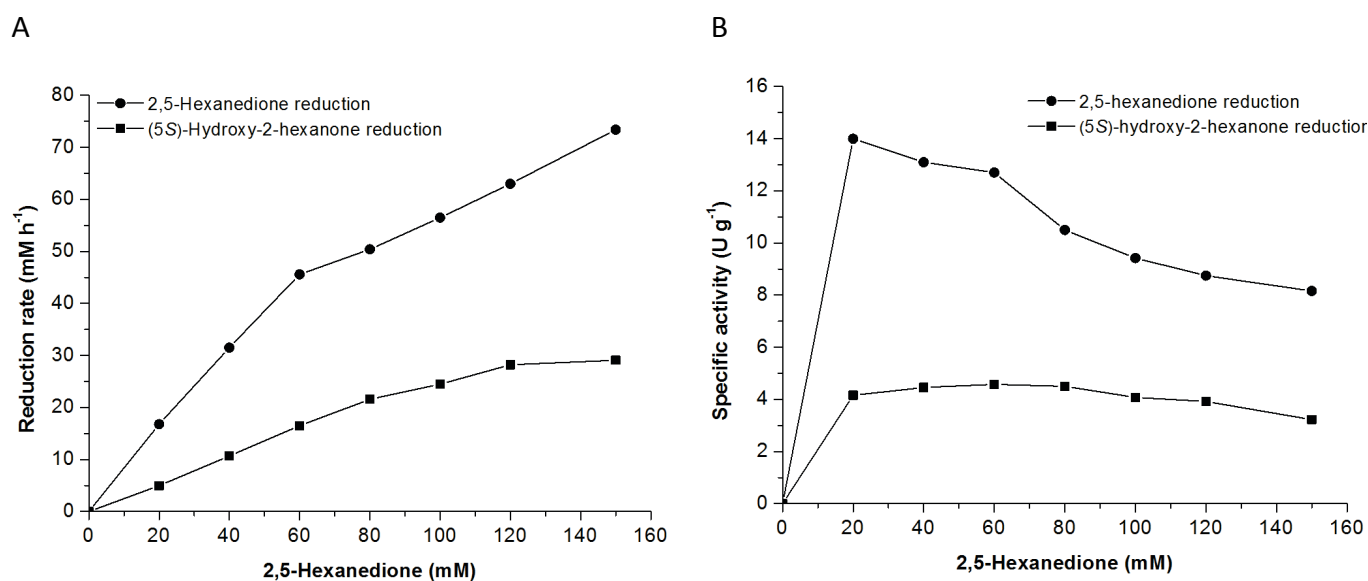 A
80
70
60
50
40
30
20
10
0
Reduction rate (mM h⁻¹)
2,5-Hexanedione reduction
(5S)-Hydroxy-2-hexanone reduction
0 20 40 60 80 100 120 140 160
2,5-Hexanedione (mM)
B
16
14
12
10
8
6
4
2
0
Specific activity (U g⁻¹)
2,5-hexanedione reduction
(5S)-hydroxy-2-hexanone reduction
0 20 40 60 80 100 120 140 160
2,5-Hexanedione (mM)